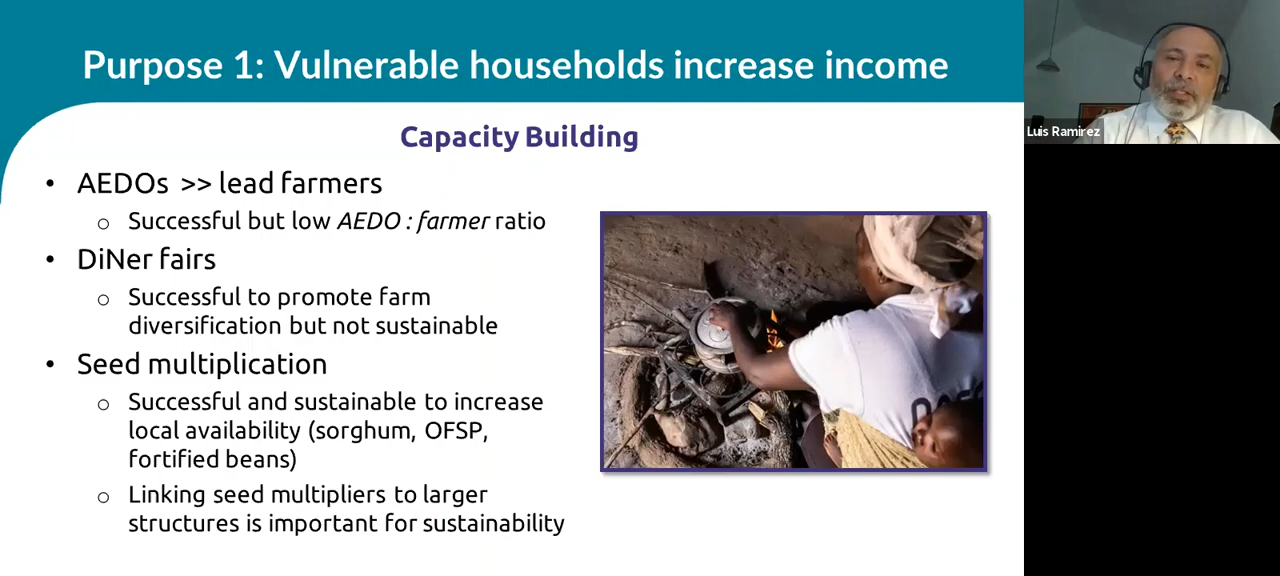 Purpose 1: Vulnerable households increase income
Luis Ramirez
Capacity Building
• AEDOs >> lead farmers
o Successful but low AEDO : farmer ratio
• DiNer fairs
o Successful to promote farm
diversification but not sustainable
• Seed multiplication
o Successful and sustainable to increase
local availability (sorghum, OFSP,
fortified beans)
o Linking seed multipliers to larger
structures is important for sustainability